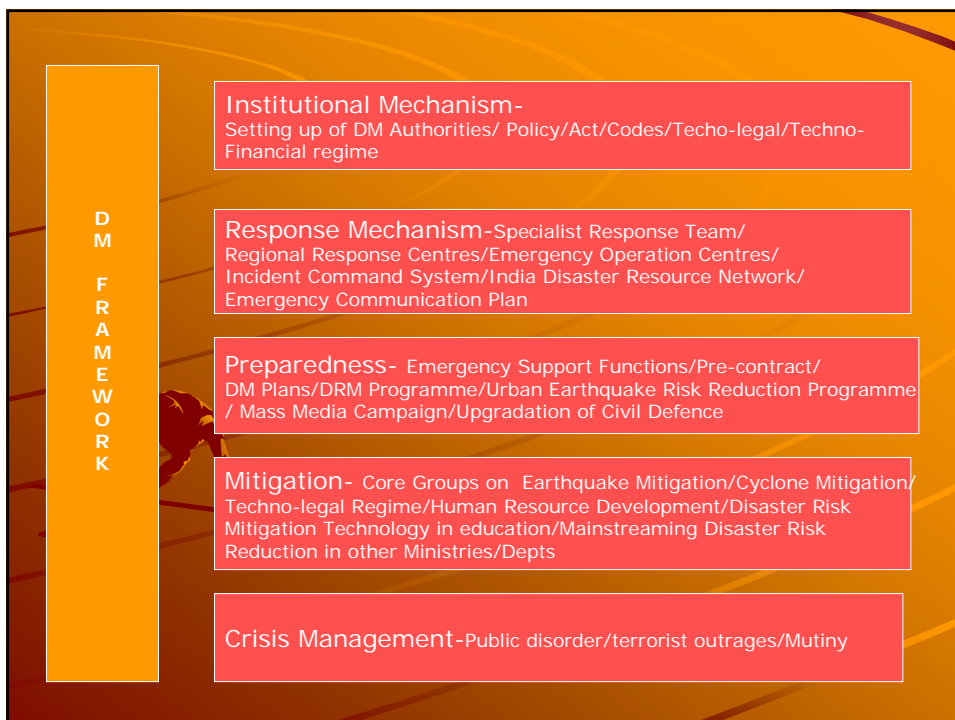 DM FRAMEWORK
Institutional Mechanism-
Setting up of DM Authorities/ Policy/Act/Codes/Techo-legal/Techno-
Financial regime
Response Mechanism-Specialist Response Team/
Regional Response Centres/Emergency Operation Centres/
Incident Command System/India Disaster Resource Network/
Emergency Communication Plan
Preparedness- Emergency Support Functions/Pre-contract/
DM Plans/DRM Programme/Urban Earthquake Risk Reduction Programme
/ Mass Media Campaign/Upgradation of Civil Defence
Mitigation- Core Groups on Earthquake Mitigation/Cyclone Mitigation/
Techno-legal Regime/Human Resource Development/Disaster Risk
Mitigation Technology in education/Mainstreaming Disaster Risk
Reduction in other Ministries/Depts
Crisis Management-Public disorder/terrorist outrages/Mutiny